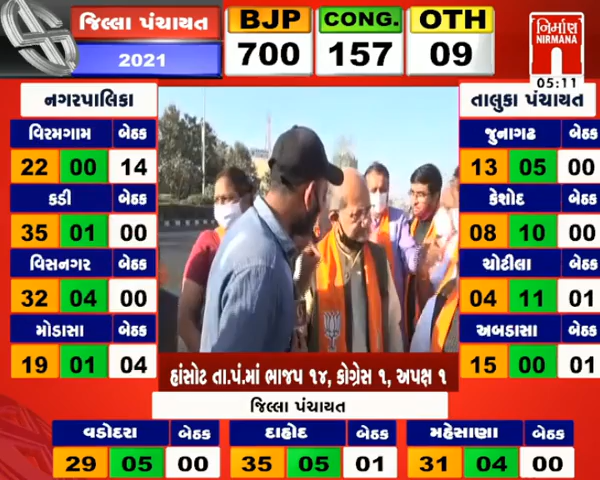 જિલ્લા પંચાયત
2021
BJP
700
CONG.
157
OTH
09
નિર્માણ
NIRMANA
05:11
નગરપાલિકા
વિરમગામ બેઠક
22 00 14
કડી બેઠક
35 01 00
વિસનગર બેઠક
32 04 00
મોડાસા બેઠક
19 01 04
તાલુકા પંચાયત
જુનાગઢ બેઠક
13 05 00
કેશોદ બેઠક
08 10 00
ચોટીલા બેઠક
04 11 01
અબડાસા બેઠક
15 00 01
હાંસોટ તા.પં.માં ભાજપ ૧૪, કોંગ્રેસ ૧, અપક્ષ ૧
જિલ્લા પંચાયત
વડોદરા બેઠક
29 05 00
દાહોદ બેઠક
35 05 01
મહેસાણા બેઠક
31 04 00